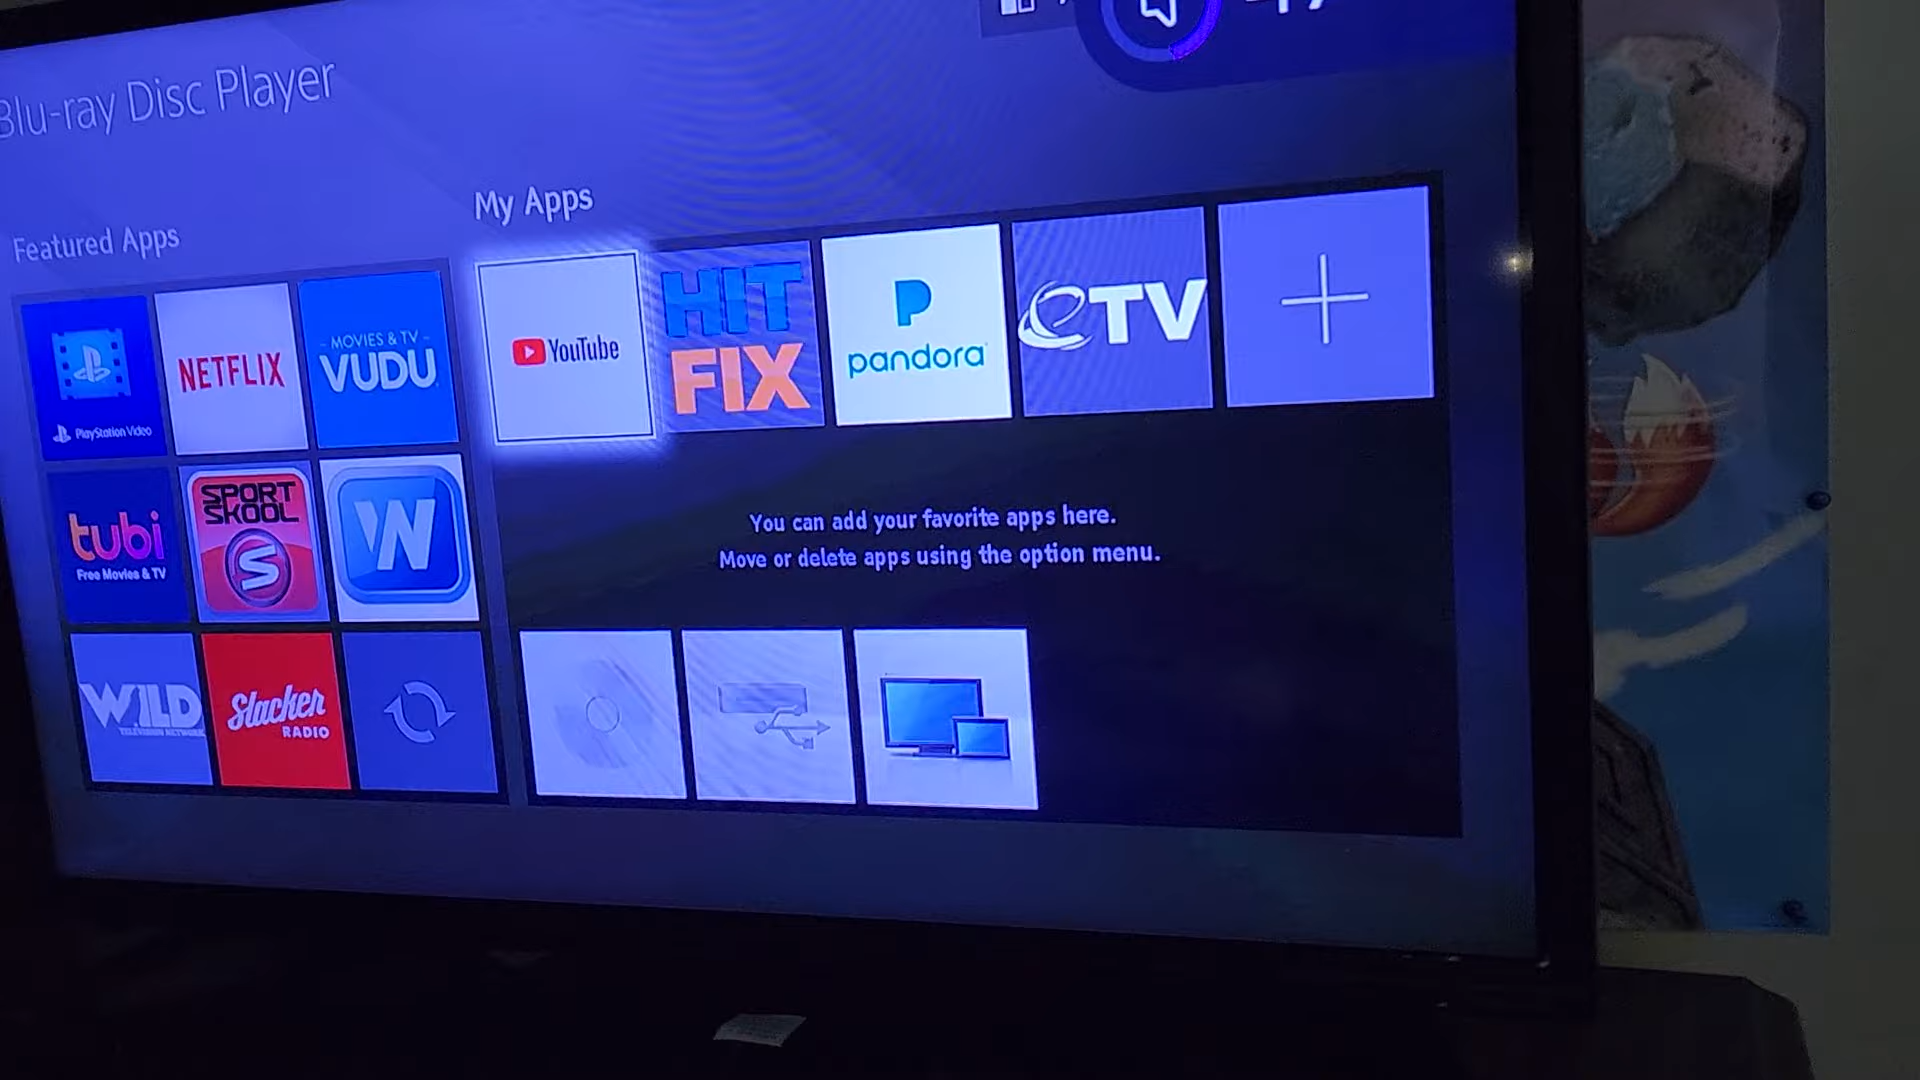 Blu-ray Disc Player
Featured Apps
My Apps
PlayStation Video
NETFLIX
- MOVIES & TV -
VUDU
tubi
Free Movies & TV
SPORT
SKOOL
S
W
WILD
TELEVISION NETWORK
Slacker
RADIO
YouTube
HIT
FIX
P
pandora
eTV
You can add your favorite apps here.
Move or delete apps using the option menu.